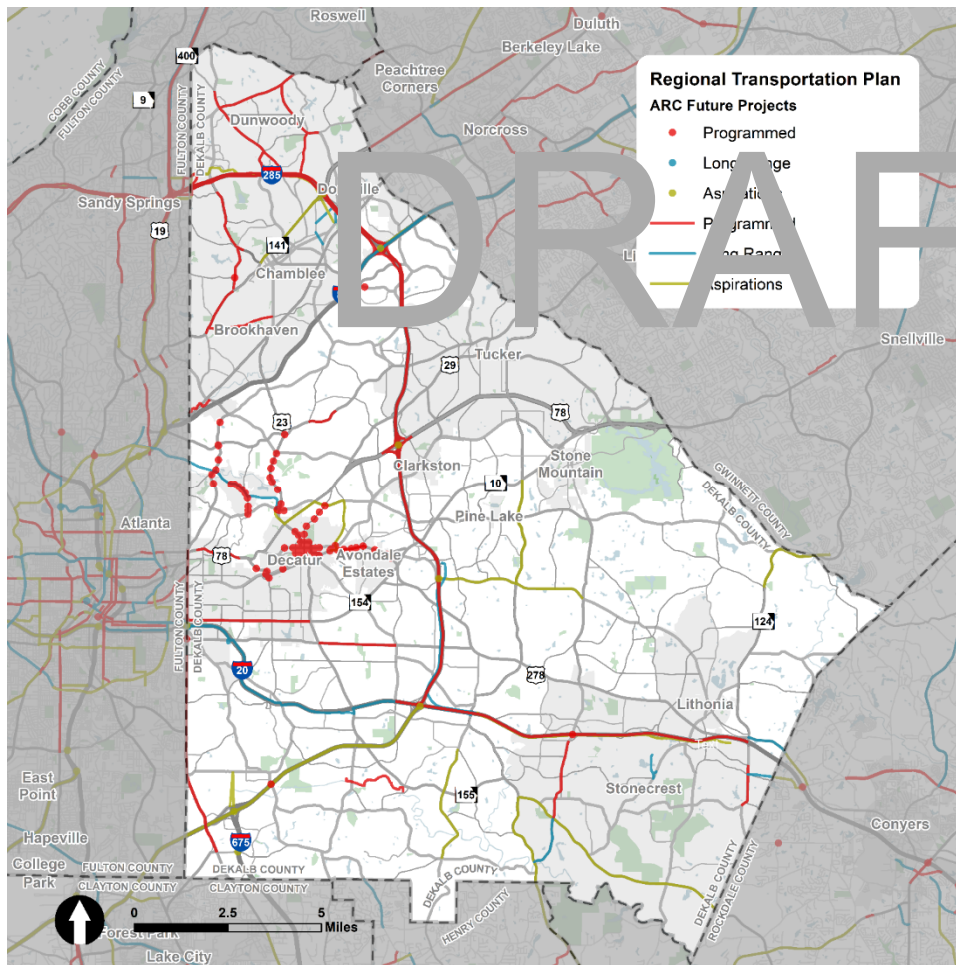 Roswell
Duluth
Berkeley Lake
400
Peachtree
Corners
COBB COUNTY
FULTON COUNTY
9
Regional Transportation Plan
ARC Future Projects
Programmed
Programmed
Aspirations
DRAF
FULTON COUNTY
DEKALB COUNTY
Dunwoody
Norcross
285
Sandy Springs
19
141
Chamblee
Brookhaven
Snellville
Tucker
29
78
23
Clarkston
Stone
Mountain
10
GWINNETT COUNTY
DEKALB COUNTY
Pine Lake
Atlanta
78
Decatur
Avondale
Estates
154
124
FULTON COUNTY
DEKALB COUNTY
20
278
Lithonia
East
Point
155
Stonecrest
Hapeville
675
Conyers
College
Park
FULTON COUNTY
CLAYTON COUNTY
DEKALB COUNTY
CLAYTON COUNTY
DEKALB COUNTY
HENRY COUNTY
DEKALB COUNTY
ROCKDALE COUNTY
0 2.5 5
Miles
Forest Park
Lake City